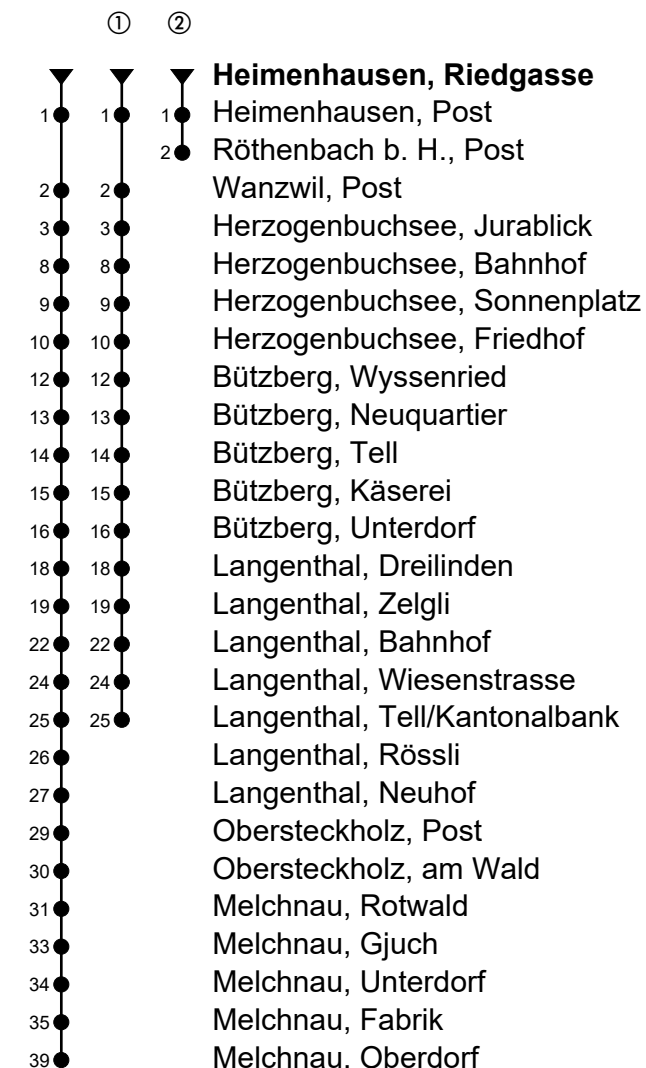 ① ②
Heimenhausen, Riedgasse
1 1 1 Heimenhausen, Post
2 Röthenbach b. H., Post
2 2 Wanzwil, Post
3 3 Herzogenbuchsee, Jurablick
8 8 Herzogenbuchsee, Bahnhof
9 9 Herzogenbuchsee, Sonnenplatz
10 10 Herzogenbuchsee, Friedhof
12 12 Bützberg, Wyssenried
13 13 Bützberg, Neuquartier
14 14 Bützberg, Tell
15 15 Bützberg, Käserei
16 16 Bützberg, Unterdorf
18 18 Langenthal, Dreilinden
19 19 Langenthal, Zelgli
22 22 Langenthal, Bahnhof
24 24 Langenthal, Wiesenstrasse
25 25 Langenthal, Tell/Kantonalbank
26 Langenthal, Rössli
27 Langenthal, Neuhof
29 Obersteckholz, Post
30 Obersteckholz, am Wald
31 Melchnau, Rotwald
33 Melchnau, Gjuch
34 Melchnau, Unterdorf
35 Melchnau, Fabrik
39 Melchnau, Oberdorf